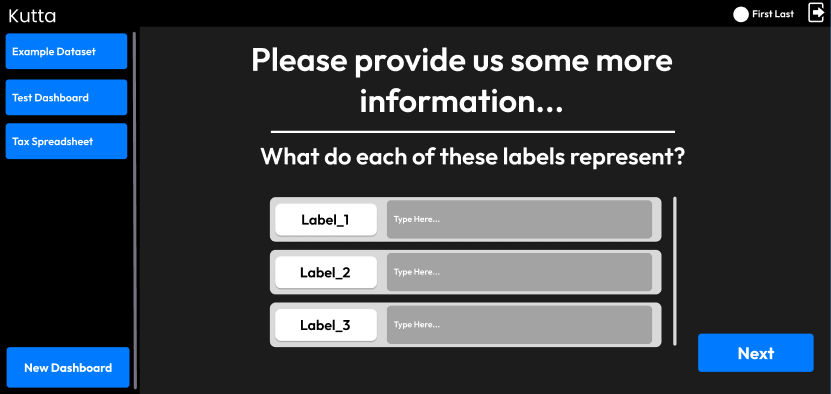 Kutta
First Last
Example Dataset
Test Dashboard
Tax Spreadsheet
New Dashboard
Please provide us some more
information...
What do each of these labels represent?
Label_1
Type Here...
Label_2
Type Here...
Label_3
Type Here...
Next